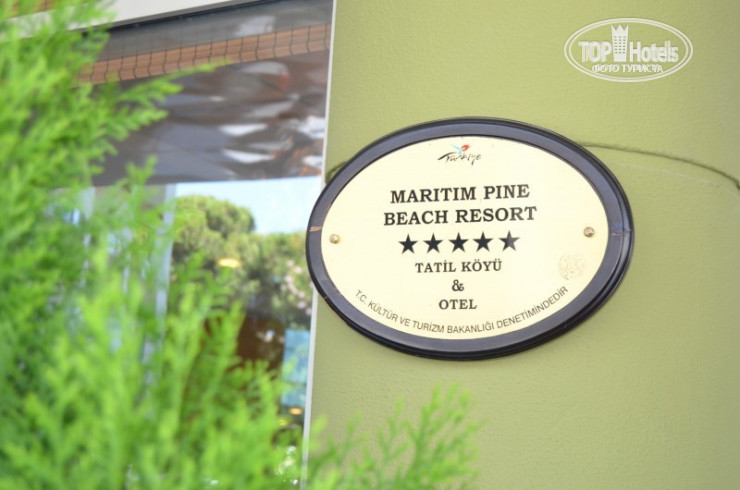 TOP Hotels
ФОТО ТУРИСТА
Türkiye
MARITIM PINE
BEACH RESORT
TATİL KÖYÜ
&
OTEL
T.C. KÜLTÜR VE TURİZM BAKANLIĞI DENETİMİNDEDİR